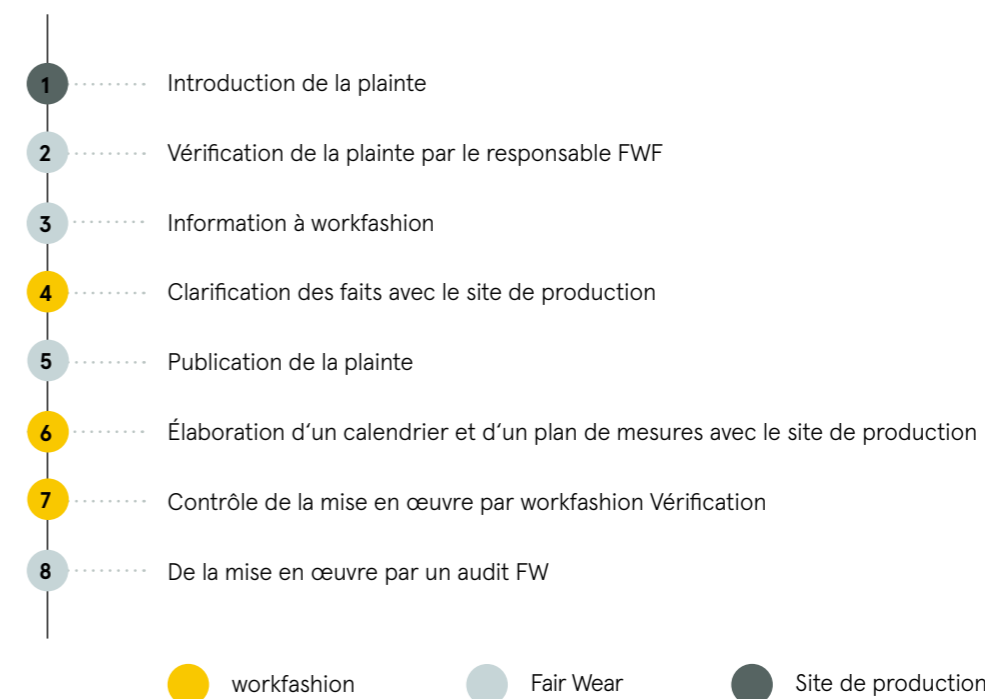 1 Introduction de la plainte
2 Vérification de la plainte par le responsable FWF
3 Information à workfashion
4 Clarification des faits avec le site de production
5 Publication de la plainte
6 Élaboration d‘un calendrier et d‘un plan de mesures avec le site de production
7 Contrôle de la mise en œuvre par workfashion Vérification
8 De la mise en œuvre par un audit FW
workfashion Fair Wear Site de production